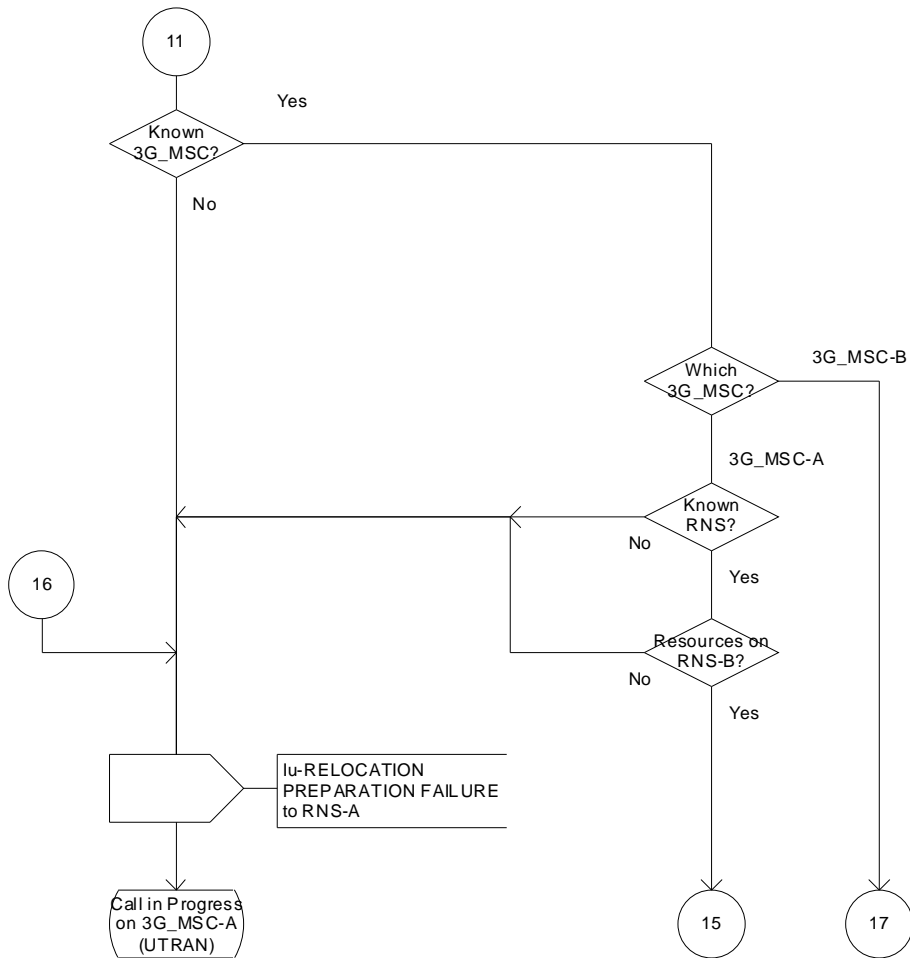 11
Yes
Known
3G_MSC?
No
3G_MSC-B
Which
3G_MSC?
3G_MSC-A
Known
RNS?
No
Yes
16
Resources on
RNS-B?
No
Yes
Iu-RELOCATION
PREPARATION FAILURE
to RNS-A
Call in Progress
on 3G_MSC-A
(UTRAN)
15
17